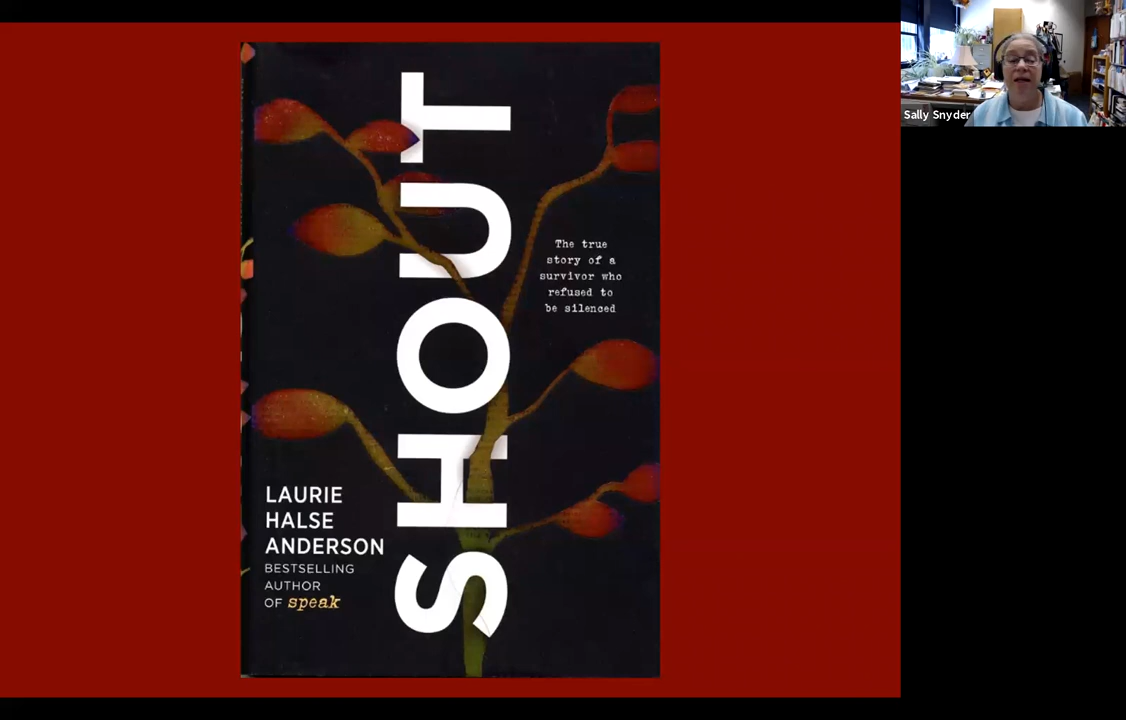 SHOUT
The true
story of a
survivor who
refused to
be silenced
LAURIE
HALSE
ANDERSON
BESTSELLING
AUTHOR
OF speak
Sally Snyder